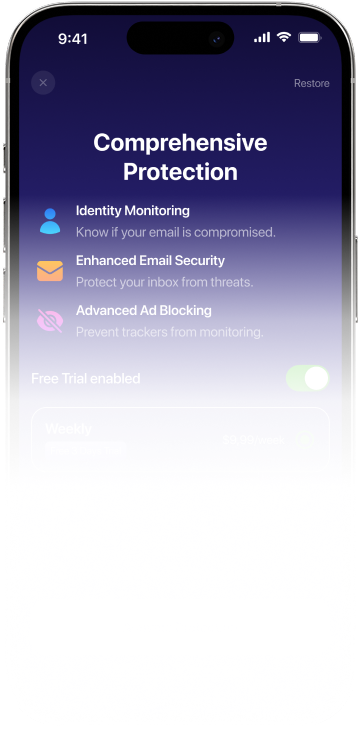 9:41
Restore
Comprehensive
Protection
Identity Monitoring
Know if your email is compromised.
Enhanced Email Security
Protect your inbox from threats.
Advanced Ad Blocking
Prevent trackers from monitoring.
Free Trial enabled
Weekly